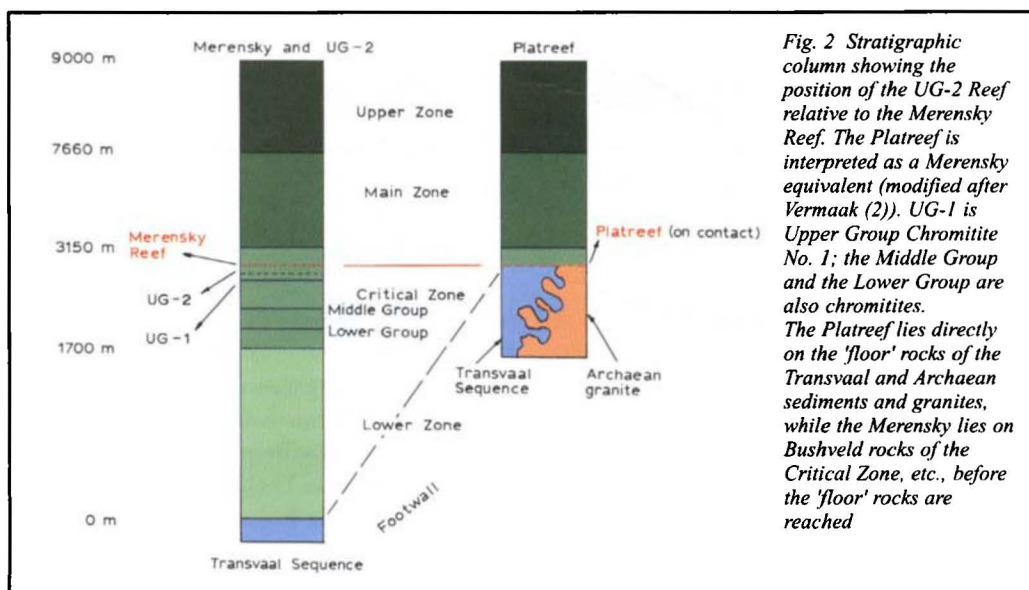 Merensky and UG-2
Platreef
9000 m
Upper Zone
7660 m
Main Zone
3150 m
Merensky
Reef
Platreef (on contact)
UG-2
Critical Zone
Middle Group
UG-1
Lower Group
1700 m
Transvaal
Sequence
Archaean
granite
Lower Zone
Footwall
0 m
Transvaal Sequence
Fig. 2 Stratigraphic
column showing the
position of the UG-2 Reef
relative to the Merensky
Reef. The Platreef is
interpreted as a Merensky
equivalent (modified after
Vermaak (2)). UG-1 is
Upper Group Chromitite
No. 1; the Middle Group
and the Lower Group are
also chromitites.
The Platreef lies directly
on the 'floor' rocks of the
Transvaal and Archaean
sediments and granites,
while the Merensky lies on
Bushveld rocks of the
Critical Zone, etc., before
the 'floor' rocks are
reached